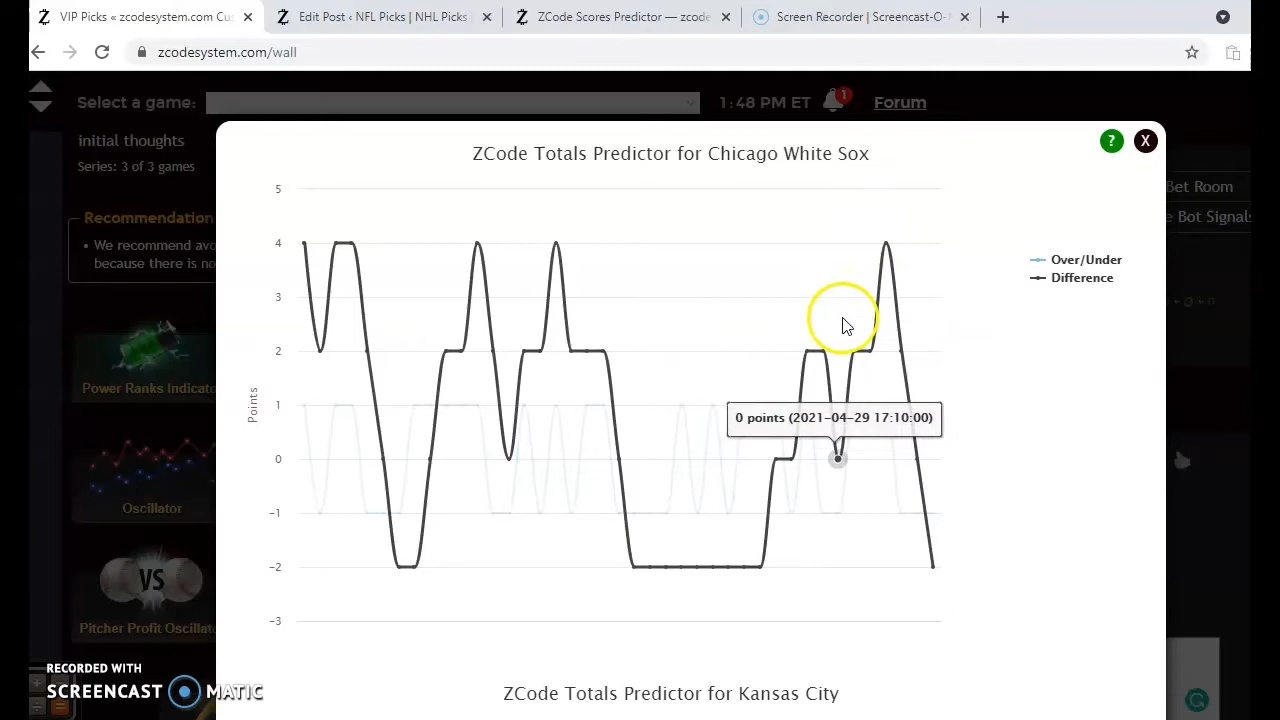 VIP Picks « zcodesystem.com Cus
Edit Post ‹ NFL Picks | NHL Picks
ZCode Scores Predictor — zcode
Screen Recorder | Screencast-O-
zcodesystem.com/wall
Select a game:
1:48 PM ET
1
Forum
initial thoughts
Series: 3 of 3 games
Recommendation
• We recommend avo
because there is no
Power Ranks Indicato
Oscillator
VS
Pitcher Profit Oscillato
Bet Room
e Bot Signals
?
X
ZCode Totals Predictor for Chicago White Sox
5
4
3
2
1
0
-1
-2
-3
Points
Over/Under
Difference
0 points (2021-04-29 17:10:00)
ZCode Totals Predictor for Kansas City
RECORDED WITH
SCREENCAST MATIC